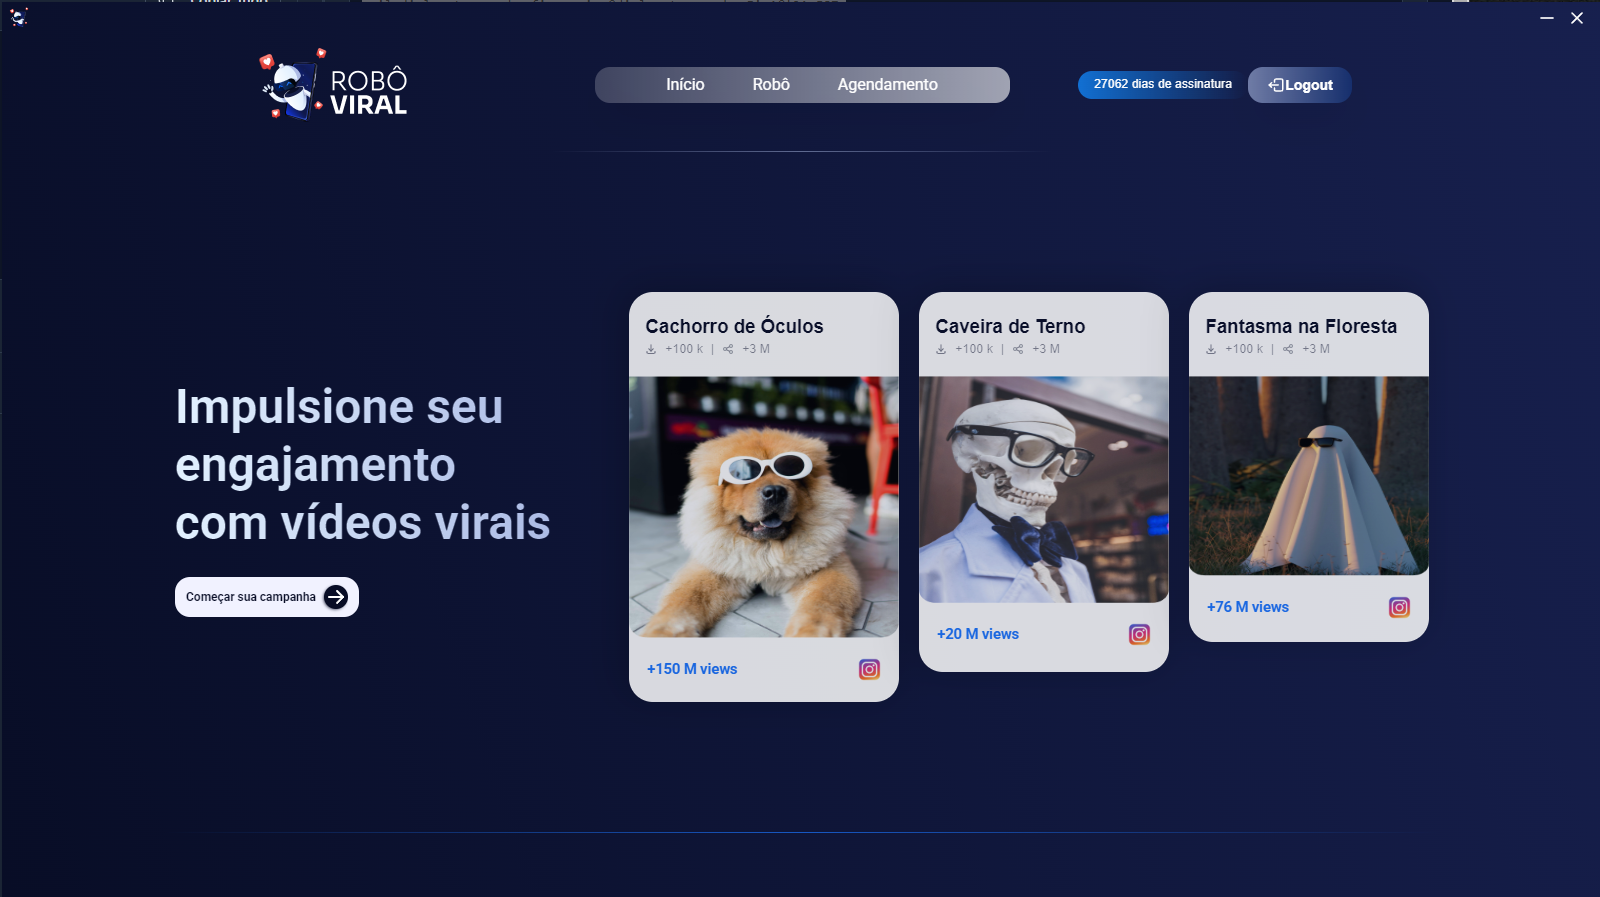 ROBÔ
VIRAL
Início Robô Agendamento
27062 dias de assinatura
Logout
Impulsione seu
engajamento
com vídeos virais
Começar sua campanha
Cachorro de Óculos
+100 k | +3 M
+150 M views
Caveira de Terno
+100 k | +3 M
+20 M views
Fantasma na Floresta
+100 k | +3 M
+76 M views